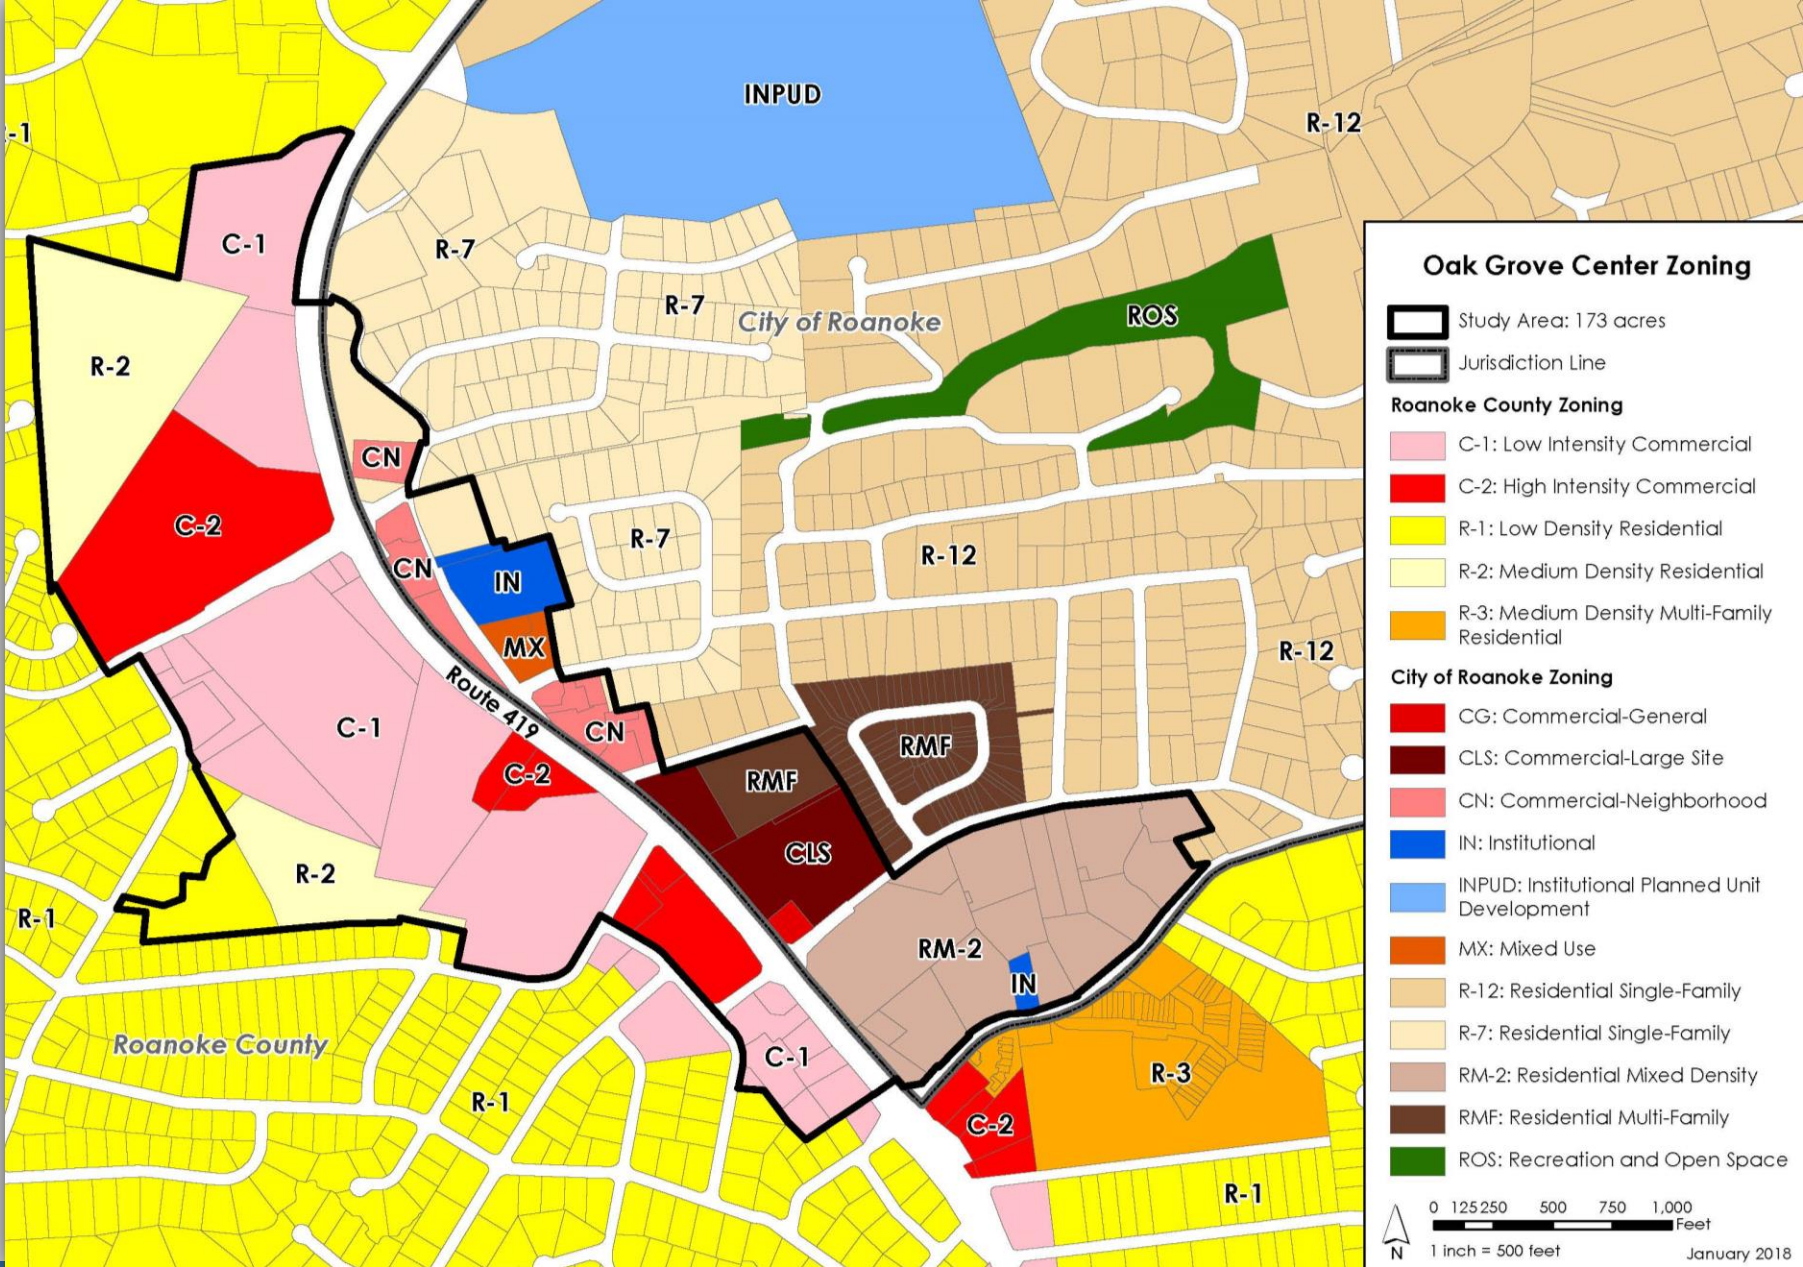 INPUD
R-12
-1
C-1
R-7
R-7
City of Roanoke
ROS
R-2
CN
C-2
R-7
CN
IN
R-12
MX
R-12
Route 419
C-1
CN
C-2
RMF
RMF
CLS
R-2
R-1
RM-2
IN
Roanoke County
C-1
R-3
R-1
C-2
R-1
Oak Grove Center Zoning
Study Area: 173 acres
Jurisdiction Line
Roanoke County Zoning
C-1: Low Intensity Commercial
C-2: High Intensity Commercial
R-1: Low Density Residential
R-2: Medium Density Residential
R-3: Medium Density Multi-Family
Residential
City of Roanoke Zoning
CG: Commercial-General
CLS: Commercial-Large Site
CN: Commercial-Neighborhood
IN: Institutional
INPUD: Institutional Planned Unit
Development
MX: Mixed Use
R-12: Residential Single-Family
R-7: Residential Single-Family
RM-2: Residential Mixed Density
RMF: Residential Multi-Family
ROS: Recreation and Open Space
0 125 250 500 750 1,000
Feet
N
1 inch = 500 feet
January 2018